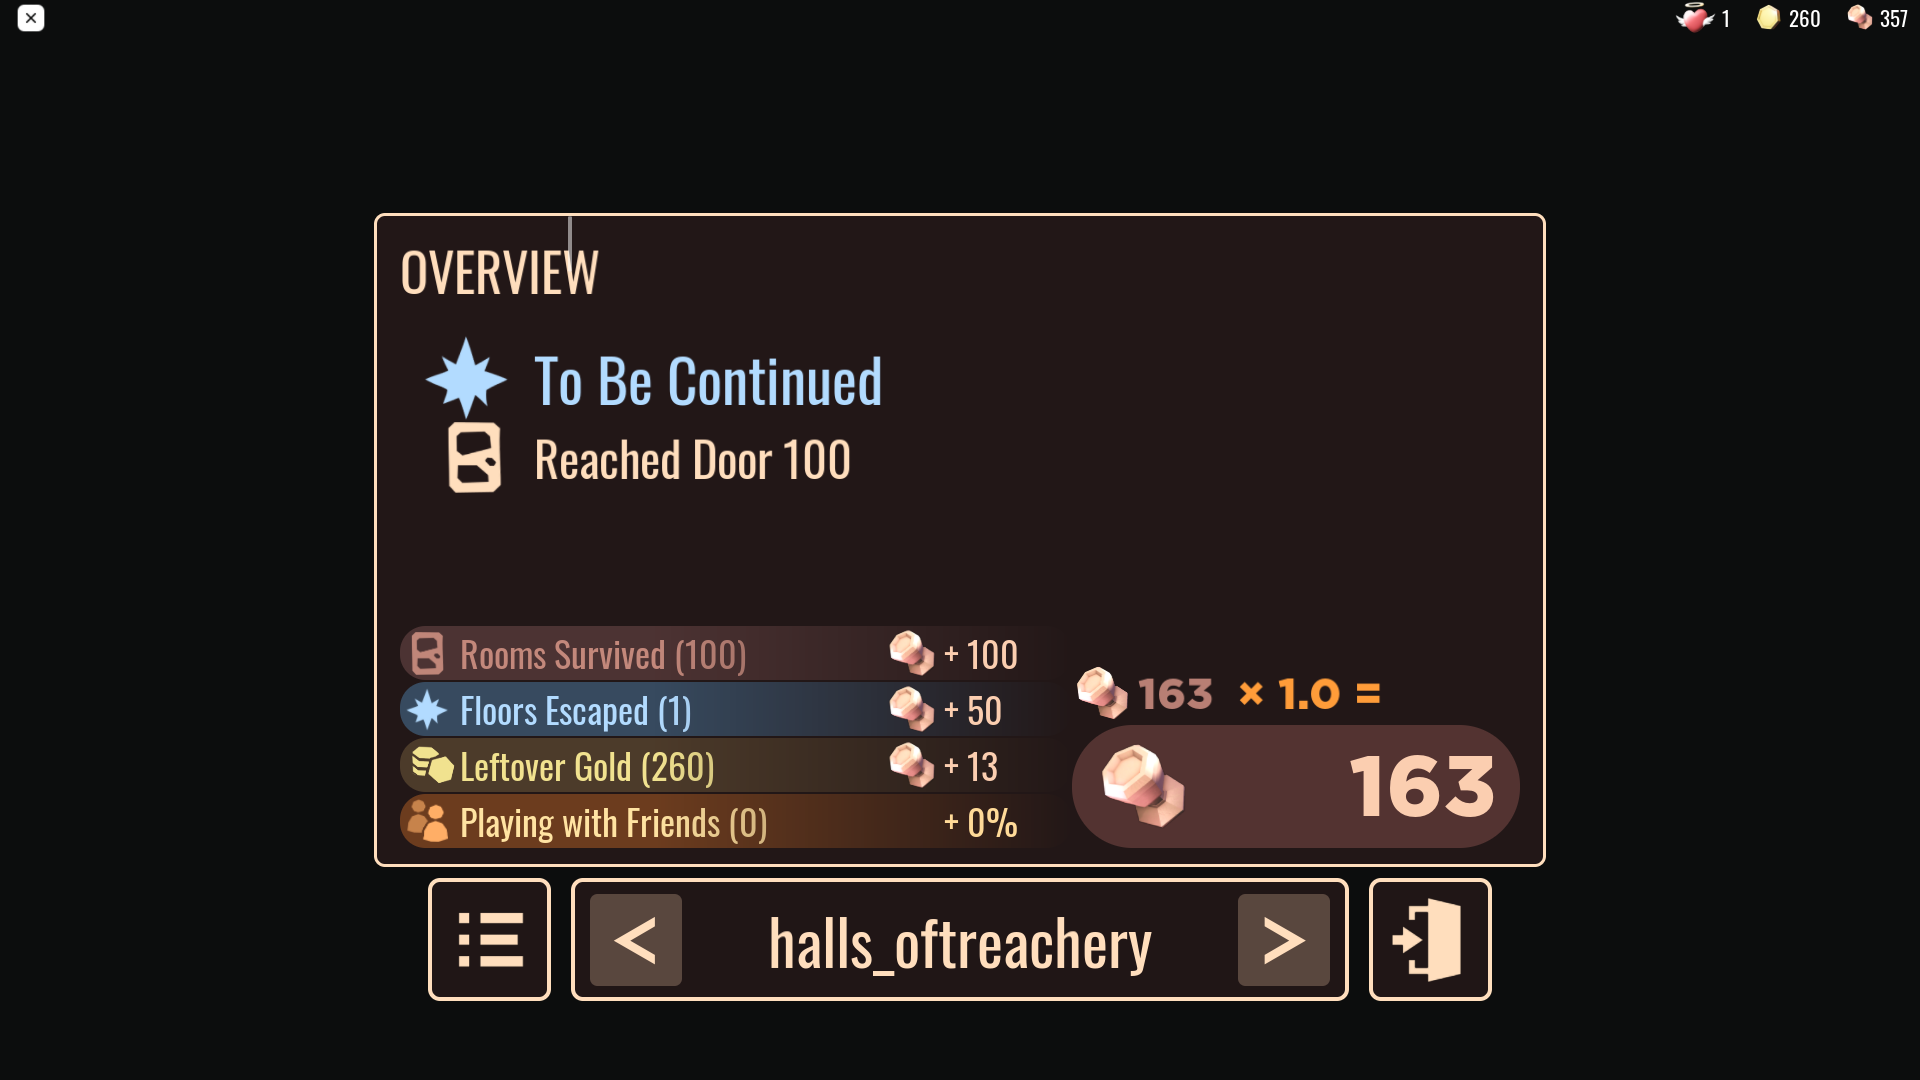 1 260 357
OVERVIEW
To Be Continued
Reached Door 100
Rooms Survived (100) + 100
Floors Escaped (1) + 50
Leftover Gold (260) + 13
Playing with Friends (0) + 0%
163 × 1.0 =
163
< halls_oftreachery >